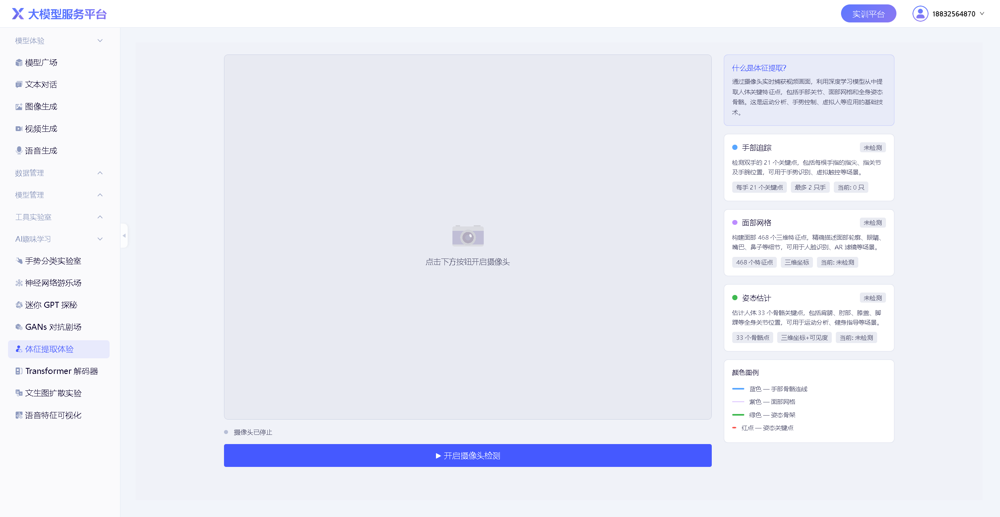 大模型服务平台
实训平台
18832564870
模型体验
模型广场
文本对话
图像生成
视频生成
语音生成
数据管理
模型管理
工具实验室
AI趣味学习
手势分类实验室
神经网络游乐场
迷你 GPT 探秘
GANs 对抗剧场
体征提取体验
Transformer 解码器
文生图扩散实验
语音特征可视化
点击下方按钮开启摄像头
摄像头已停止
▶ 开启摄像头检测
什么是体征提取?
通过摄像头实时捕获视频画面，利用深度学习模型从中提
取人体关键特征点，包括手部关节、面部网格和全身姿态
骨骼。这是运动分析、手势控制、虚拟人等应用的基础技
术。
手部追踪
未检测
检测双手的 21 个关键点，包括每根手指的指尖、指关节
及手腕位置，可用于手势识别、虚拟触控等场景。
每手 21 个关键点
最多 2 只手
当前: 0 只
面部网格
未检测
构建面部 468 个三维特征点，精确描述面部轮廓、眼睛、
嘴巴、鼻子等细节，可用于人脸识别、AR 滤镜等场景。
468 个特征点
三维坐标
当前: 未检测
姿态估计
未检测
估计人体 33 个骨骼关键点，包括肩膀、肘部、膝盖、脚
踝等全身关节位置，可用于运动分析、健身指导等场景。
33 个骨骼点
三维坐标+可见度
当前: 未检测
颜色图例
蓝色 — 手部骨骼连线
紫色 — 面部网格
绿色 — 姿态骨架
红点 — 姿态关键点